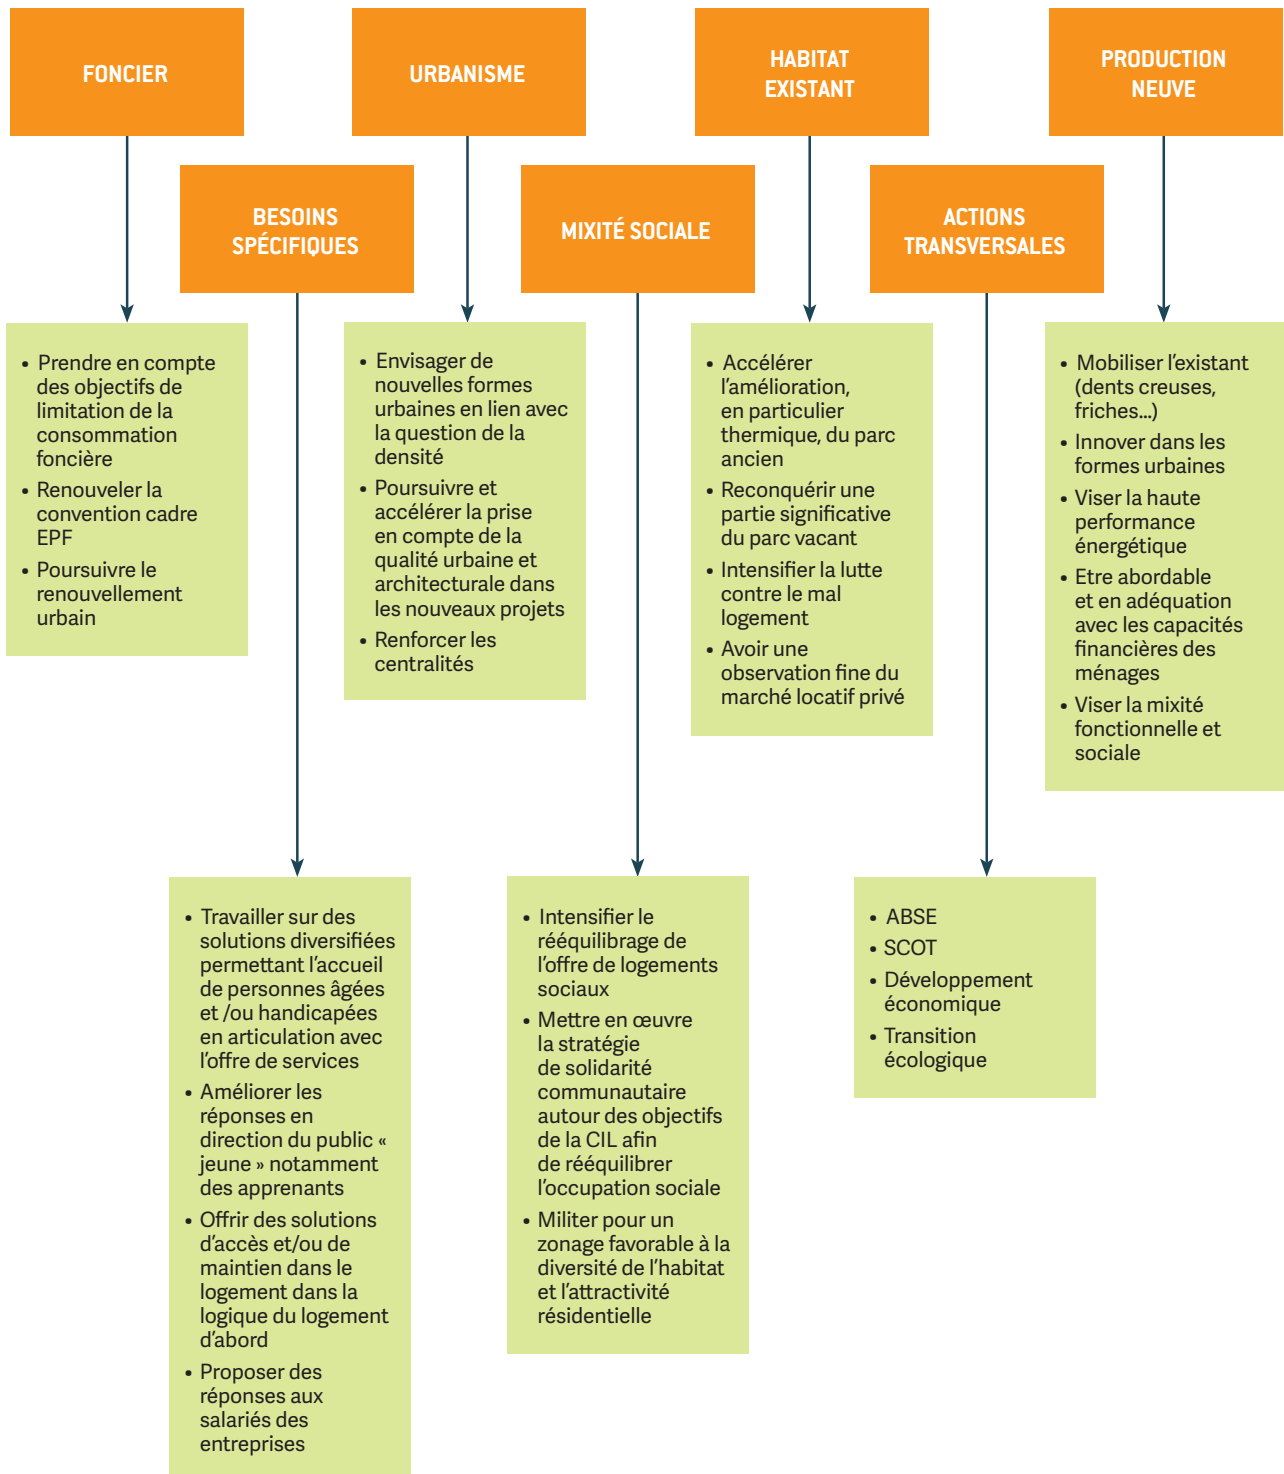 FONCIER
URBANISME
HABITAT
EXISTANT
PRODUCTION
NEUVE
BESOINS
SPÉCIFIQUES
MIXITÉ SOCIALE
ACTIONS
TRANSVERSALES
• Prendre en compte
des objectifs de
limitation de la
consommation
foncière
• Renouveler la
convention cadre
EPF
• Poursuivre le
renouvellement
urbain
• Envisager de
nouvelles formes
urbaines en lien avec
la question de la
densité
• Poursuivre et
accélérer la prise
en compte de la
qualité urbaine et
architecturale dans
les nouveaux projets
• Renforcer les
centralités
• Accélérer
l'amélioration,
en particulier
thermique, du parc
ancien
• Reconquérir une
partie significative
du parc vacant
• Intensifier la lutte
contre le mal
logement
• Avoir une
observation fine du
marché locatif privé
• Mobiliser l'existant
(dents creuses,
friches...)
• Innover dans les
formes urbaines
• Viser la haute
performance
énergétique
• Etre abordable
et en adéquation
avec les capacités
financières des
ménages
• Viser la mixité
fonctionnelle et
sociale
• Travailler sur des
solutions diversifiées
permettant l'accueil
de personnes âgées
et /ou handicapées
en articulation avec
l'offre de services
• Améliorer les
réponses en
direction du public «
jeune » notamment
des apprenants
• Offrir des solutions
d'accès et/ou de
maintien dans le
logement dans la
logique du logement
d'abord
• Proposer des
réponses aux
salariés des
entreprises
• Intensifier le
rééquilibrage de
l'offre de logements
sociaux
• Mettre en œuvre
la stratégie
de solidarité
communautaire
autour des objectifs
de la CIL afin
de rééquilibrer
l'occupation sociale
• Militer pour un
zonage favorable à la
diversité de l'habitat
et l'attractivité
résidentielle
• ABSE
• SCOT
• Développement
économique
• Transition
écologique